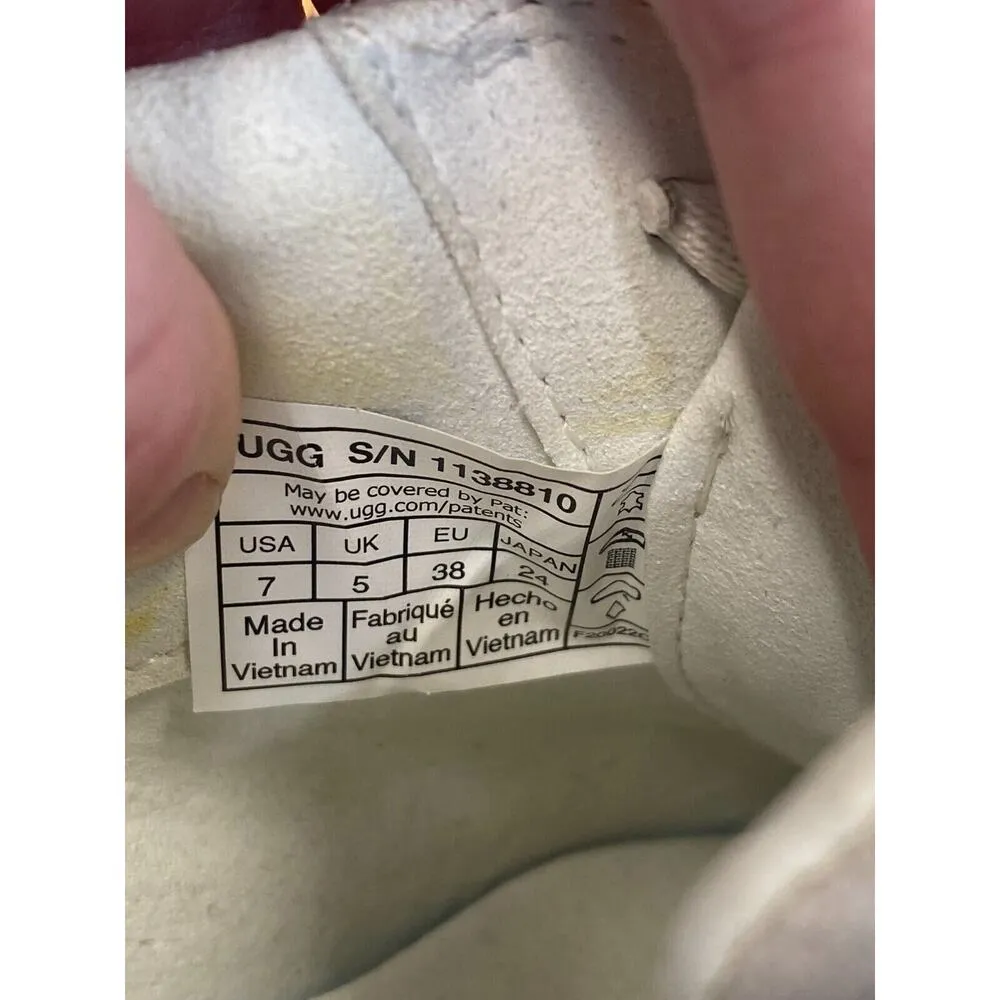 UGG S/N 1138810
May be covered by Pat:
www.ugg.com/patents
USA UK EU JAPAN
7 5 38 24
Made In Vietnam
Fabriqué au Vietnam
Hecho en Vietnam